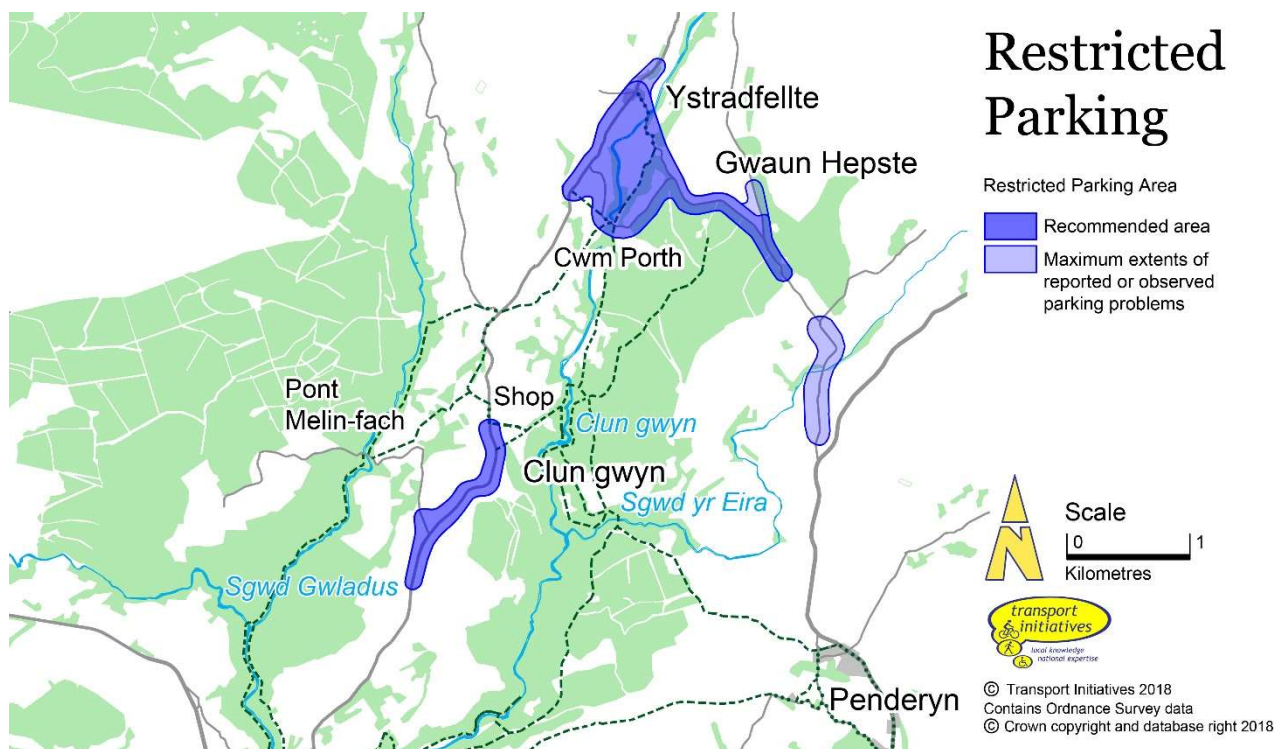 Restricted
Parking
Restricted Parking Area
Recommended area
Maximum extents of
reported or observed
parking problems
Ystradfellte
Gwaun Hepste
Cwm Porth
Pont
Melin-fach
Shop
Clun gwyn
Clun gwyn
Sgwd yr Eira
Sgwd Gwladus
Penderyn
N
Scale
0 1
Kilometres
transport
initiatives
local knowledge
national expertise
© Transport Initiatives 2018
Contains Ordnance Survey data
© Crown copyright and database right 2018